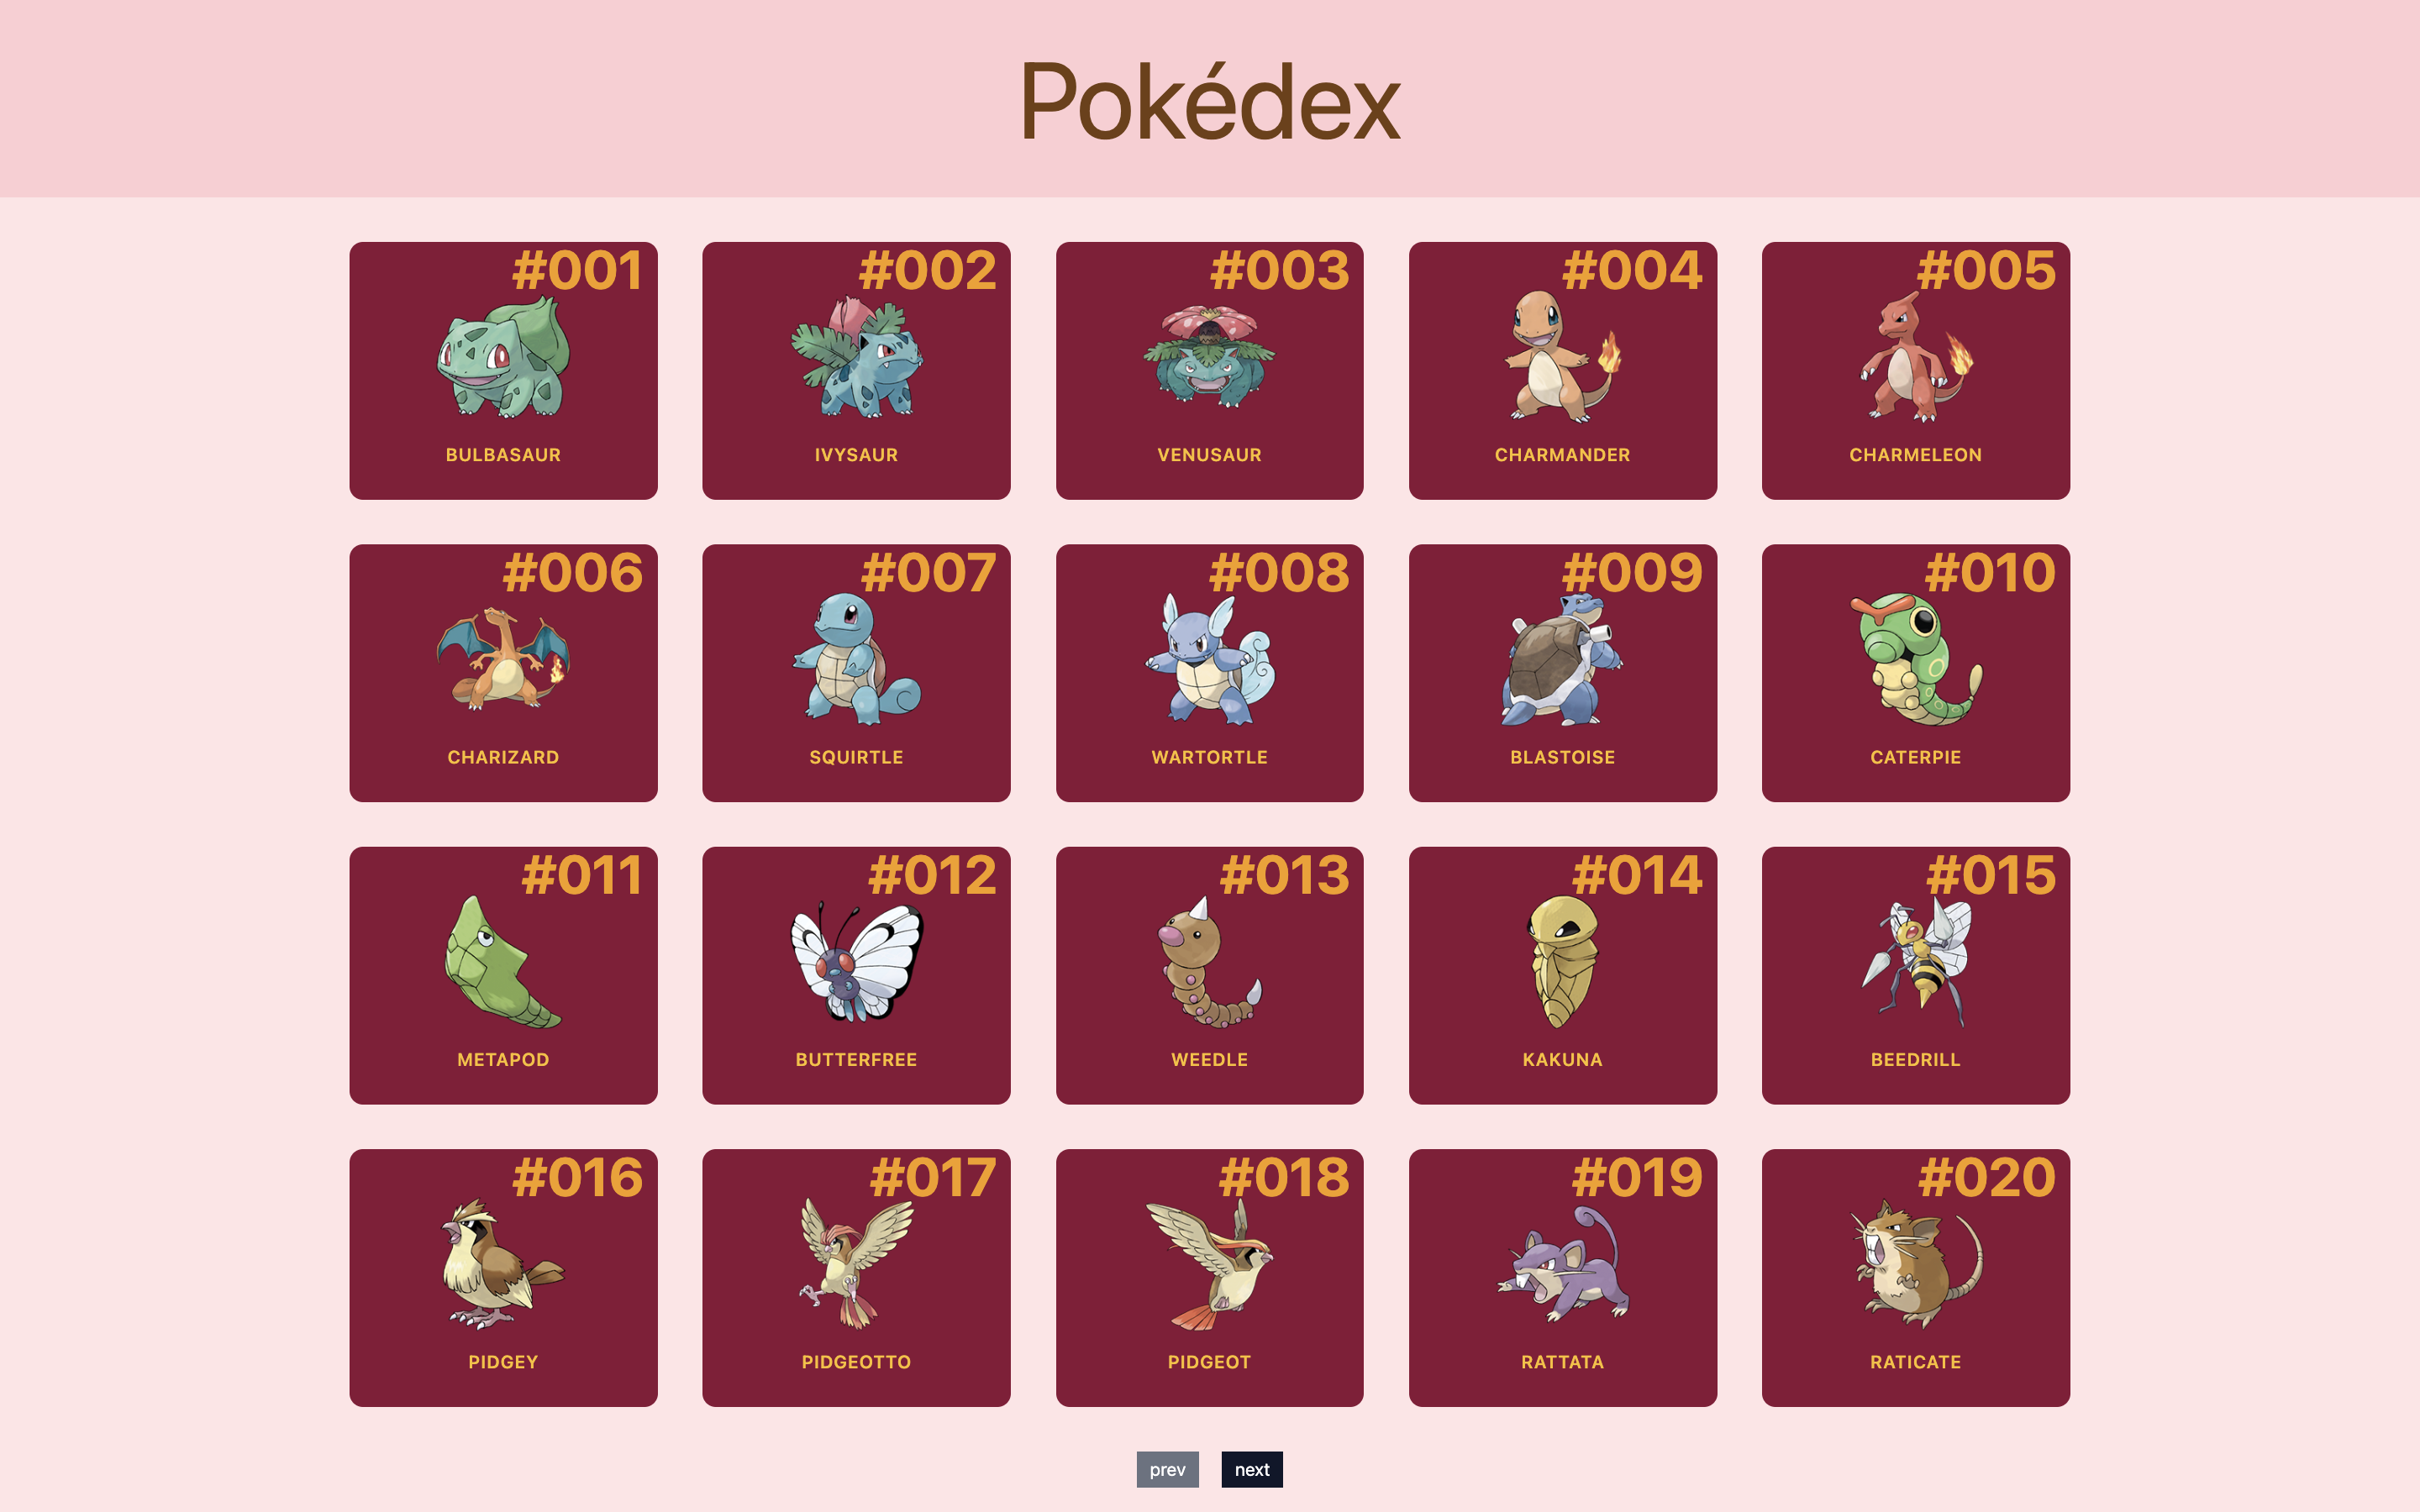 Pokédex
#001
BULBASAUR
#002
IVYSAUR
#003
VENUSAUR
#004
CHARMANDER
#005
CHARMELEON
#006
CHARIZARD
#007
SQUIRTLE
#008
WARTORTLE
#009
BLASTOISE
#010
CATERPIE
#011
METAPOD
#012
BUTTERFREE
#013
WEEDLE
#014
KAKUNA
#015
BEEDRILL
#016
PIDGEY
#017
PIDGEOTTO
#018
PIDGEOT
#019
RATTATA
#020
RATICATE
prev
next